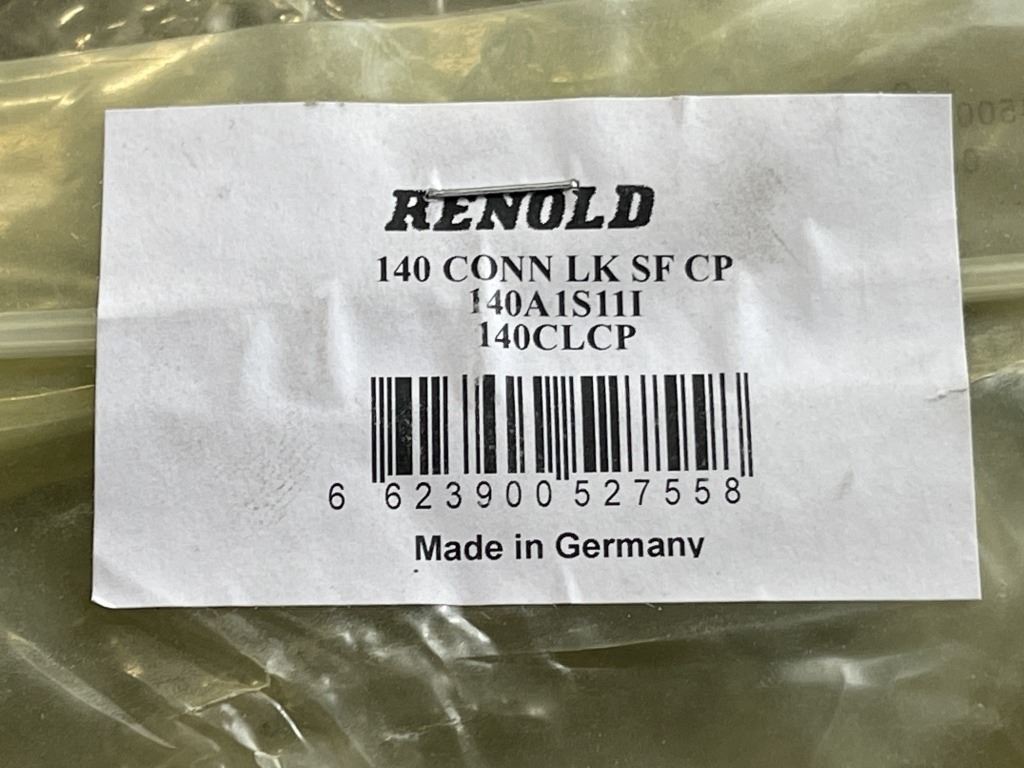 RENOLD
140 CONN LK SF CP
140A1S11I
140CLCP
6 623900 527558
Made in Germany